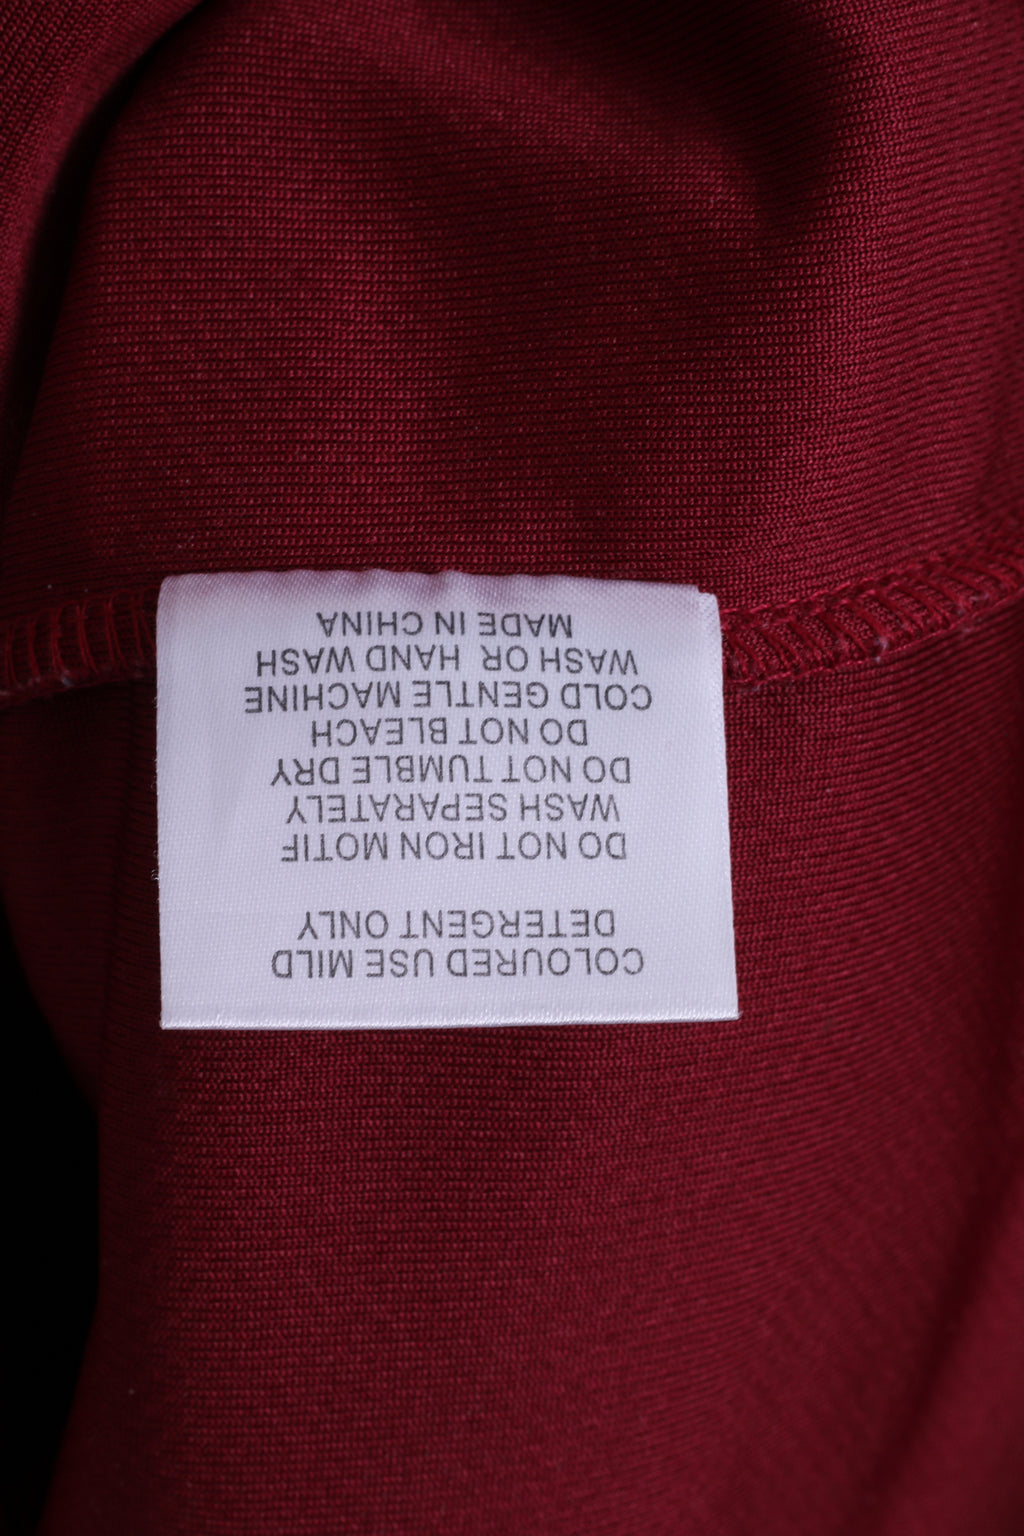 COLOURED USE MILD
DETERGENT ONLY
DO NOT IRON MOTIF
WASH SEPARATELY
DO NOT TUMBLE DRY
DO NOT BLEACH
COLD GENTLE MACHINE
WASH OR HAND WASH
MADE IN CHINA